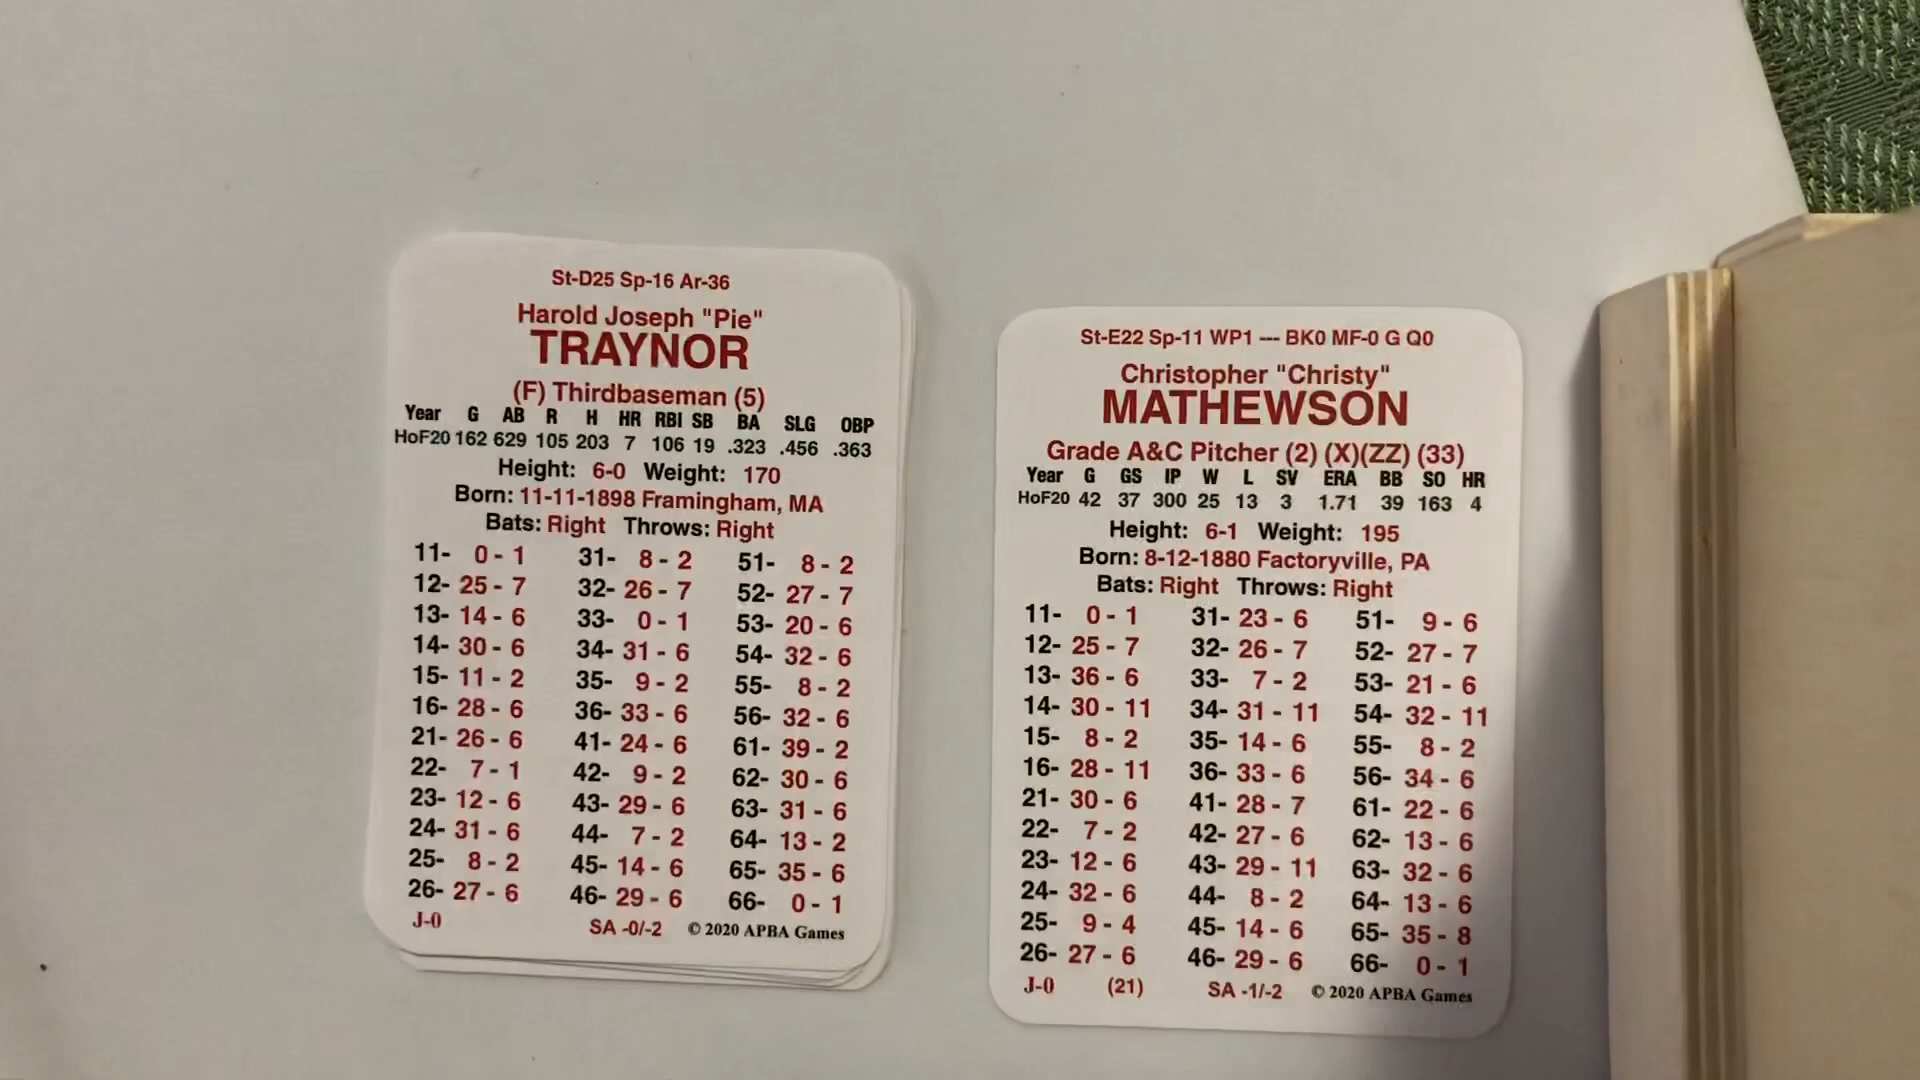 St-D25 Sp-16 Ar-36
Harold Joseph "Pie"
TRAYNOR
(F) Thirdbaseman (5)
Year G AB R H HR RBI SB BA SLG OBP
HoF20 162 629 105 203 7 106 19 .323 .456 .363
Height: 6-0 Weight: 170
Born: 11-11-1898 Framingham, MA
Bats: Right Throws: Right
11- 0 - 1 31- 8 - 2 51- 8 - 2
12- 25 - 7 32- 26 - 7 52- 27 - 7
13- 14 - 6 33- 0 - 1 53- 20 - 6
14- 30 - 6 34- 31 - 6 54- 32 - 6
15- 11 - 2 35- 9 - 2 55- 8 - 2
16- 28 - 6 36- 33 - 6 56- 32 - 6
21- 26 - 6 41- 24 - 6 61- 39 - 2
22- 7 - 1 42- 9 - 2 62- 30 - 6
23- 12 - 6 43- 29 - 6 63- 31 - 6
24- 31 - 6 44- 7 - 2 64- 13 - 2
25- 8 - 2 45- 14 - 6 65- 35 - 6
26- 27 - 6 46- 29 - 6 66- 0 - 1
J-0 SA -0/-2 © 2020 APBA Games
St-E22 Sp-11 WP1 --- BK0 MF-0 G Q0
Christopher "Christy"
MATHEWSON
Grade A&C Pitcher (2) (X)(ZZ) (33)
Year G GS IP W L SV ERA BB SO HR
HoF20 42 37 300 25 13 3 1.71 39 163 4
Height: 6-1 Weight: 195
Born: 8-12-1880 Factoryville, PA
Bats: Right Throws: Right
11- 0 - 1 31- 23 - 6 51- 9 - 6
12- 25 - 7 32- 26 - 7 52- 27 - 7
13- 36 - 6 33- 7 - 2 53- 21 - 6
14- 30 - 11 34- 31 - 11 54- 32 - 11
15- 8 - 2 35- 14 - 6 55- 8 - 2
16- 28 - 11 36- 33 - 6 56- 34 - 6
21- 30 - 6 41- 28 - 7 61- 22 - 6
22- 7 - 2 42- 27 - 6 62- 13 - 6
23- 12 - 6 43- 29 - 11 63- 32 - 6
24- 32 - 6 44- 8 - 2 64- 13 - 6
25- 9 - 4 45- 14 - 6 65- 35 - 8
26- 27 - 6 46- 29 - 6 66- 0 - 1
J-0 (21) SA -1/-2 © 2020 APBA Games